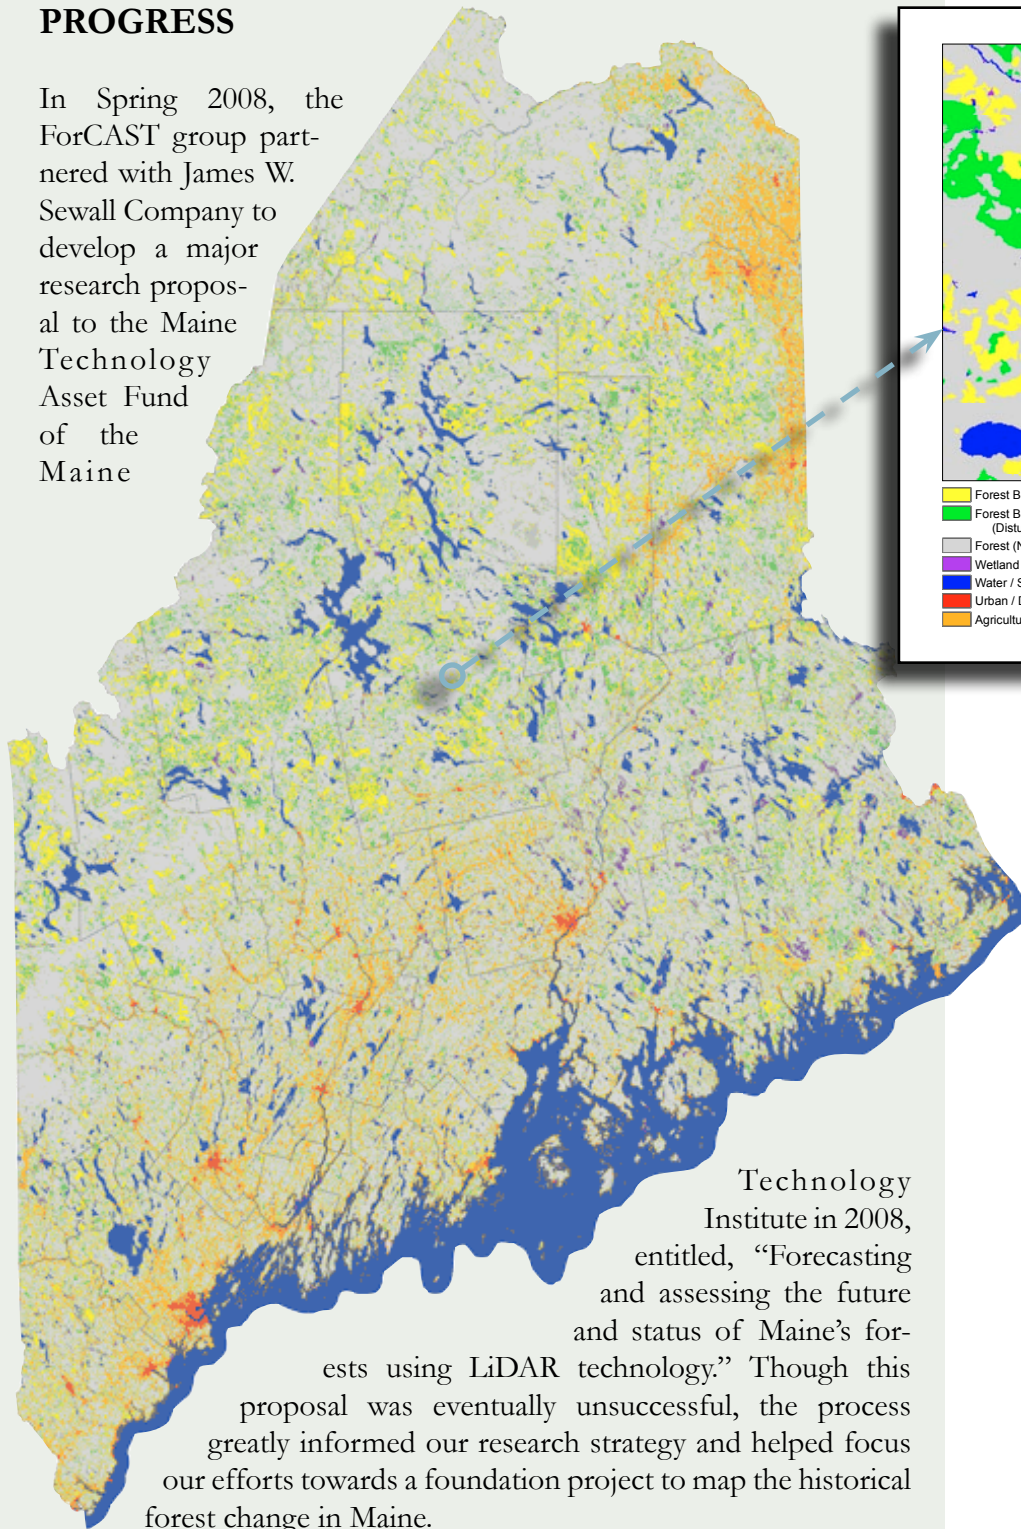 PROGRESS
In Spring 2008, the
ForCAST group part-
nered with James W.
Sewall Company to
develop a major
research propos-
al to the Maine
Technology
Asset Fund
of the
Maine
Technology
Institute in 2008,
entitled, “Forecasting
and assessing the future
and status of Maine’s for-
ests using LiDAR technology.” Though this
proposal was eventually unsuccessful, the process
greatly informed our research strategy and helped focus
our efforts towards a foundation project to map the historical
forest change in Maine.
Forest B
Forest B
(Distu
Forest (N
Wetland
Water / S
Urban / D
Agricultu